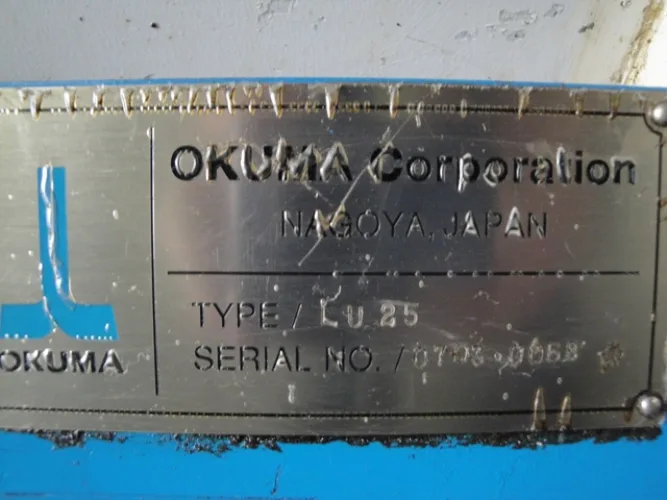 OKUMA Corporation
NAGOYA, JAPAN
TYPE / LU 25
SERIAL NO. /
OKUMA